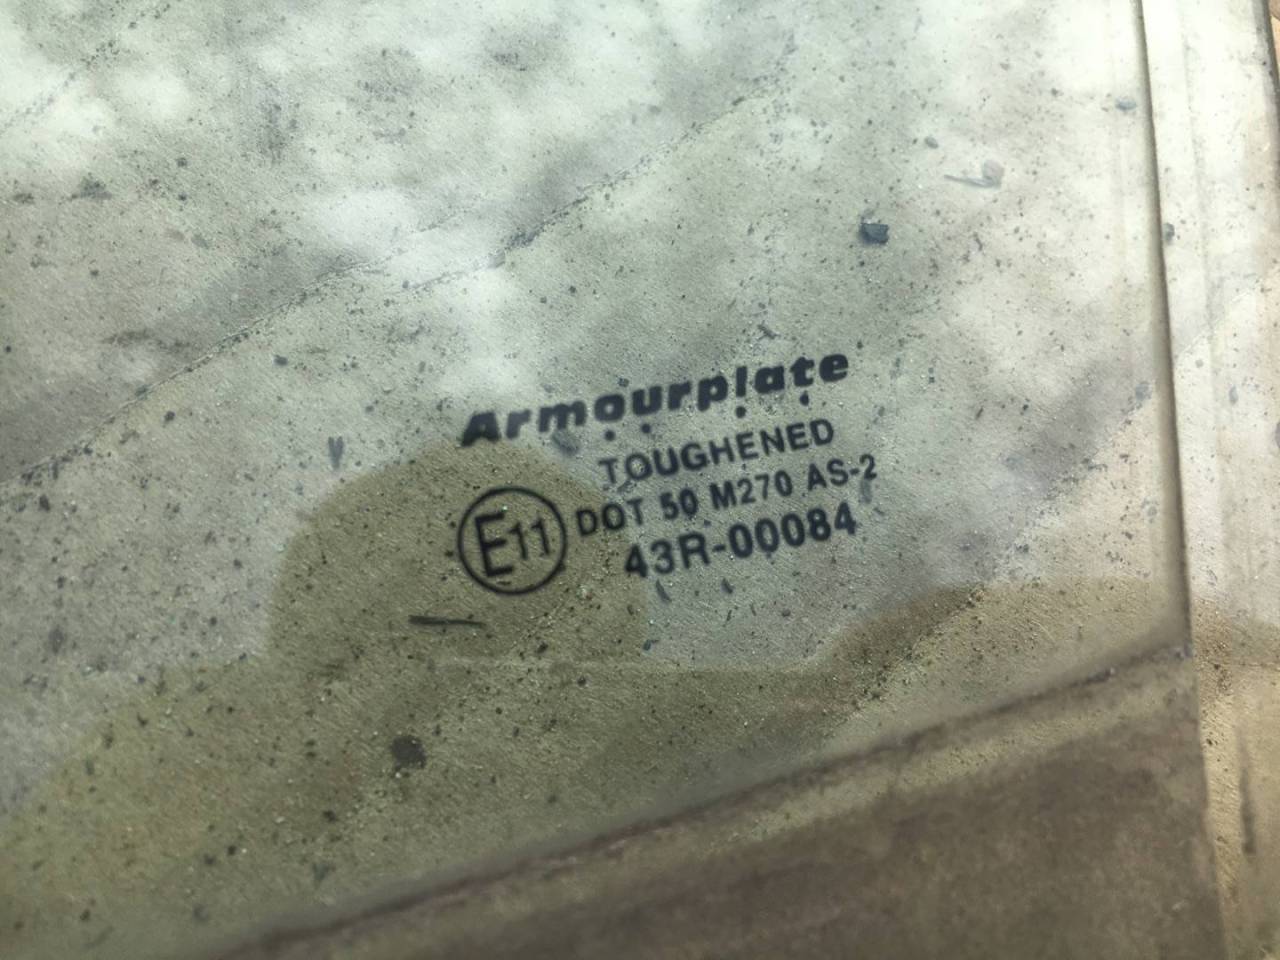 Armourplate
TOUGHENED
E11 DOT 50 M270 AS-2
43R-00084